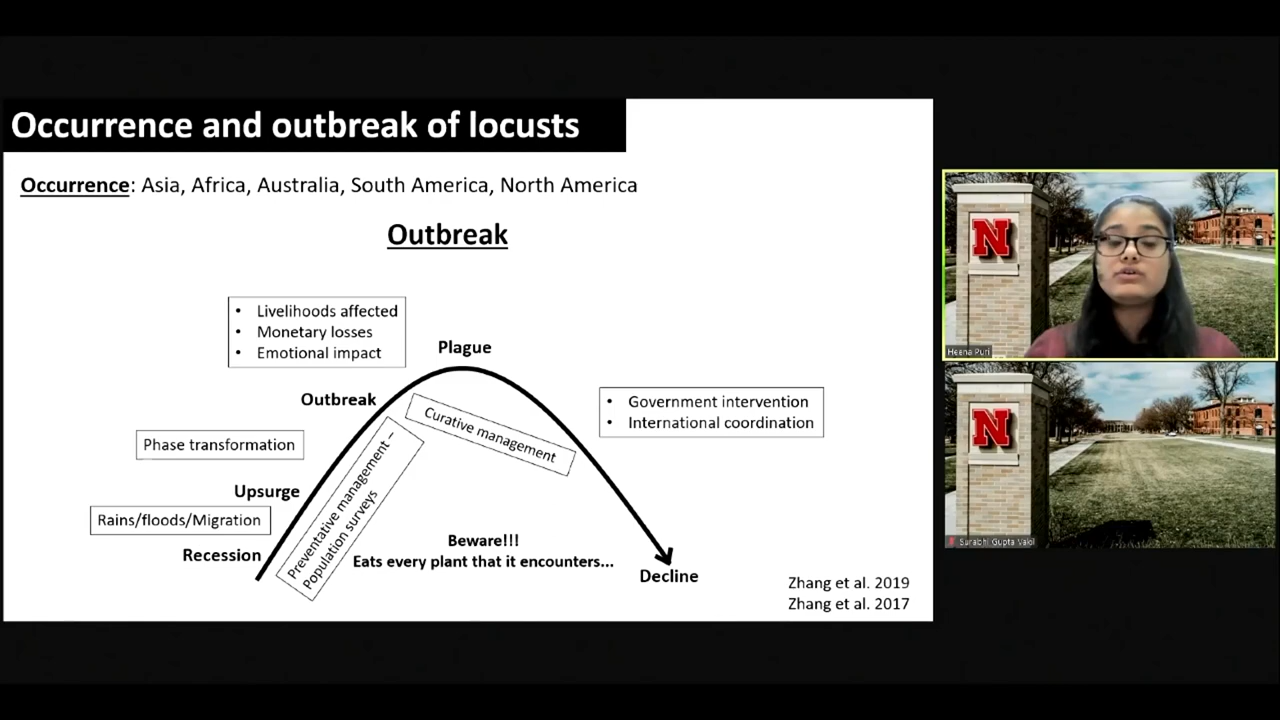 Occurrence and outbreak of locusts
Occurrence: Asia, Africa, Australia, South America, North America
Outbreak
• Livelihoods affected
• Monetary losses
• Emotional impact
Plague
Outbreak
Curative management
• Government intervention
• International coordination
Phase transformation
Upsurge
Rains/floods/Migration
Recession
Preventative management –
Population surveys
Beware!!!
Eats every plant that it encounters...
Decline
Zhang et al. 2019
Zhang et al. 2017
N
Heena Puri
N
Surabhi Gupta Vakil